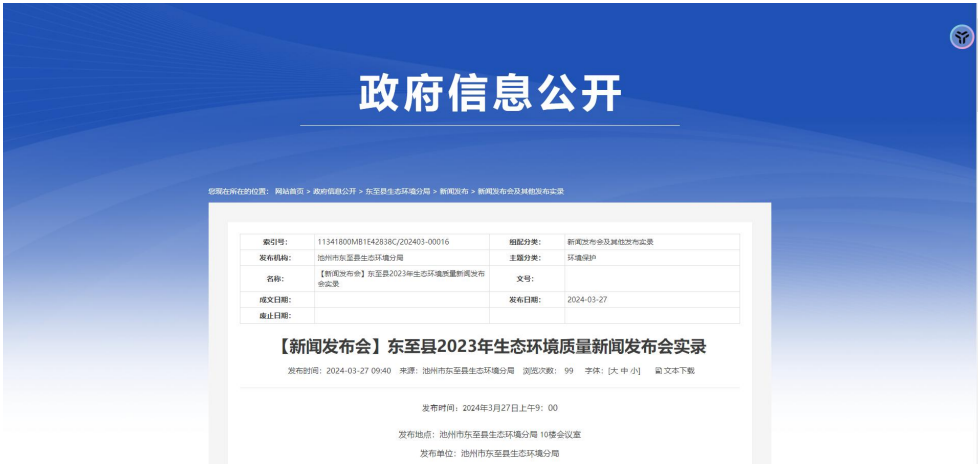 政府信息公开
您现在所在的位置： 网站首页 > 政府信息公开 > 东至县生态环境分局 > 新闻发布 > 新闻发布会及其他发布实录
索引号： 11341800MB1E42838C/202403-00016 组配分类： 新闻发布会及其他发布实录
发布机构： 池州市东至县生态环境分局 主题分类： 环境保护
名称： 【新闻发布会】东至县2023年生态环境质量新闻发布会实录 文号：
成文日期： 发布日期： 2024-03-27
废止日期：
【新闻发布会】东至县2023年生态环境质量新闻发布会实录
发布时间：2024-03-27 09:40 来源：池州市东至县生态环境分局 浏览次数： 99 字体：[大 中 小] 文本下载
发布时间：2024年3月27日上午9：00
发布地点：池州市东至县生态环境分局 10楼会议室
发布单位：池州市东至县生态环境分局